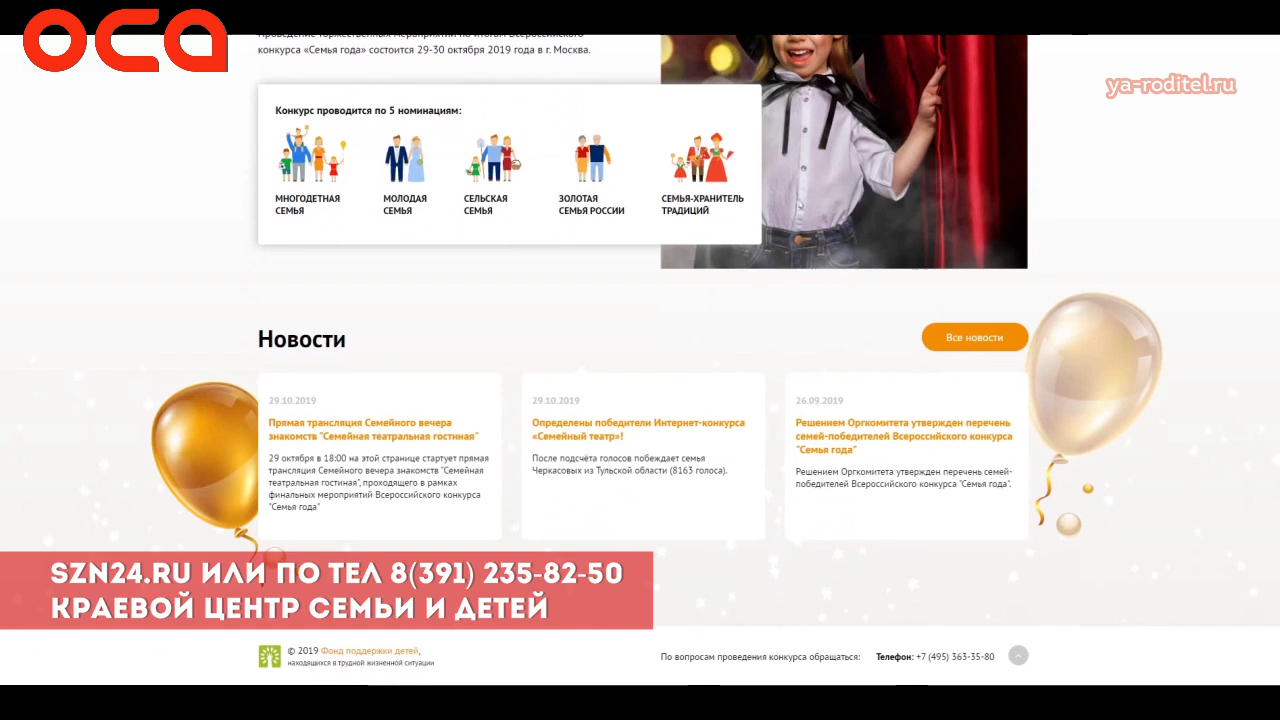 оса
Проведение торжественных мероприятий по итогам Всероссийского
конкурса «Семья года» состоится 29-30 октября 2019 года в г. Москва.
ya-roditel.ru
Конкурс проводится по 5 номинациям:
МНОГОДЕТНАЯ СЕМЬЯ
МОЛОДАЯ СЕМЬЯ
СЕЛЬСКАЯ СЕМЬЯ
ЗОЛОТАЯ СЕМЬЯ РОССИИ
СЕМЬЯ-ХРАНИТЕЛЬ ТРАДИЦИЙ
Новости
Все новости
29.10.2019
Прямая трансляция Семейного вечера
знакомств "Семейная театральная гостиная"
29 октября в 18:00 на этой странице стартует прямая
трансляция Семейного вечера знакомств "Семейная
театральная гостиная", проходящего в рамках
финальных мероприятий Всероссийского конкурса
"Семья года"
29.10.2019
Определены победители Интернет-конкурса
«Семейный театр»!
После подсчёта голосов побеждает семья
Черкасовых из Тульской области (8163 голоса).
26.09.2019
Решением Оргкомитета утвержден перечень
семей-победителей Всероссийского конкурса
"Семья года"
Решением Оргкомитета утвержден перечень семей-
победителей Всероссийского конкурса "Семья года".
SZN24.RU ИЛИ ПО ТЕЛ 8(391) 235-82-50
КРАЕВОЙ ЦЕНТР СЕМЬИ И ДЕТЕЙ
© 2019 Фонд поддержки детей,
находящихся в трудной жизненной ситуации
По вопросам проведения конкурса обращаться: Телефон: +7 (495) 363-35-80